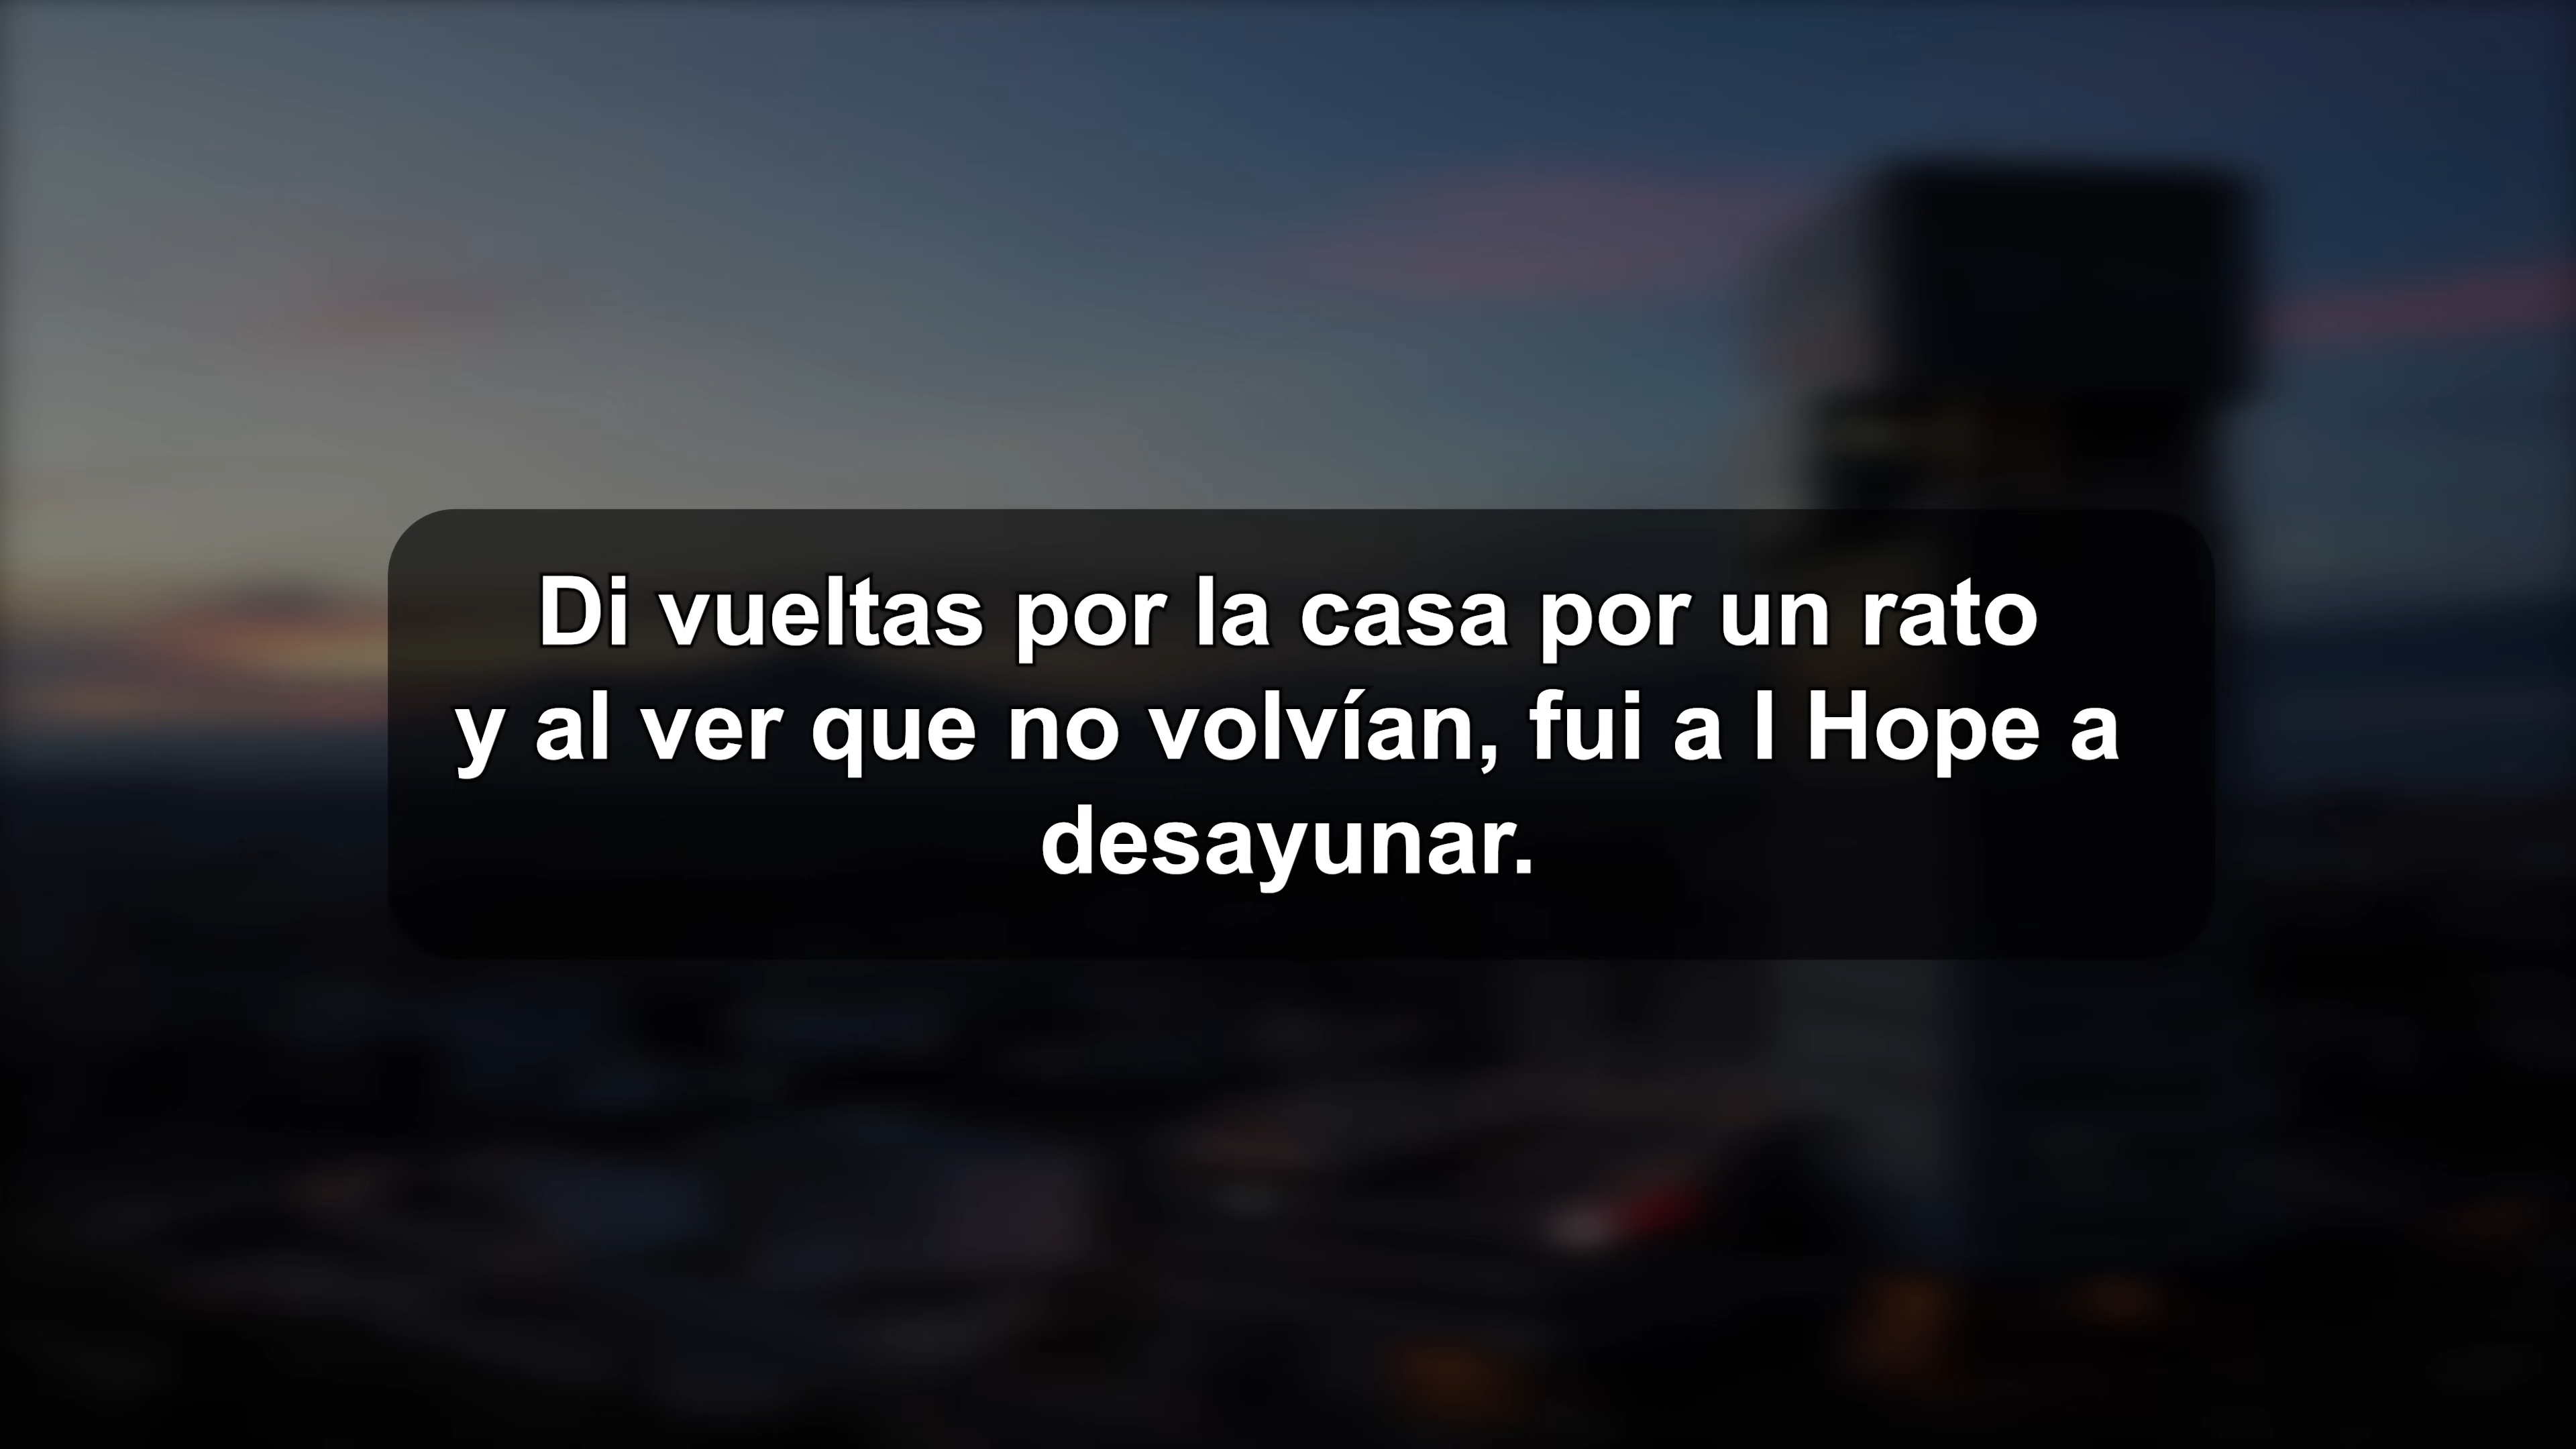 Di vueltas por la casa por un rato
y al ver que no volvían, fui a I Hope a
desayunar.